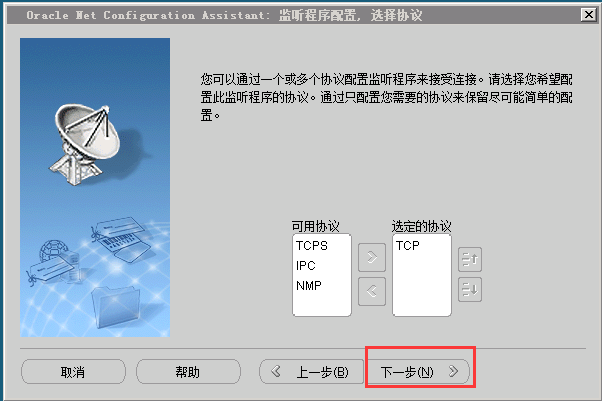 Oracle Net Configuration Assistant: 监听程序配置, 选择协议
您可以通过一个或多个协议配置监听程序来接受连接。请选择您希望配
置此监听程序的协议。通过只配置您需要的协议来保留尽可能简单的配
置。
可用协议
TCPS
IPC
NMP
选定的协议
TCP
取消
帮助
上一步(B)
下一步(N)